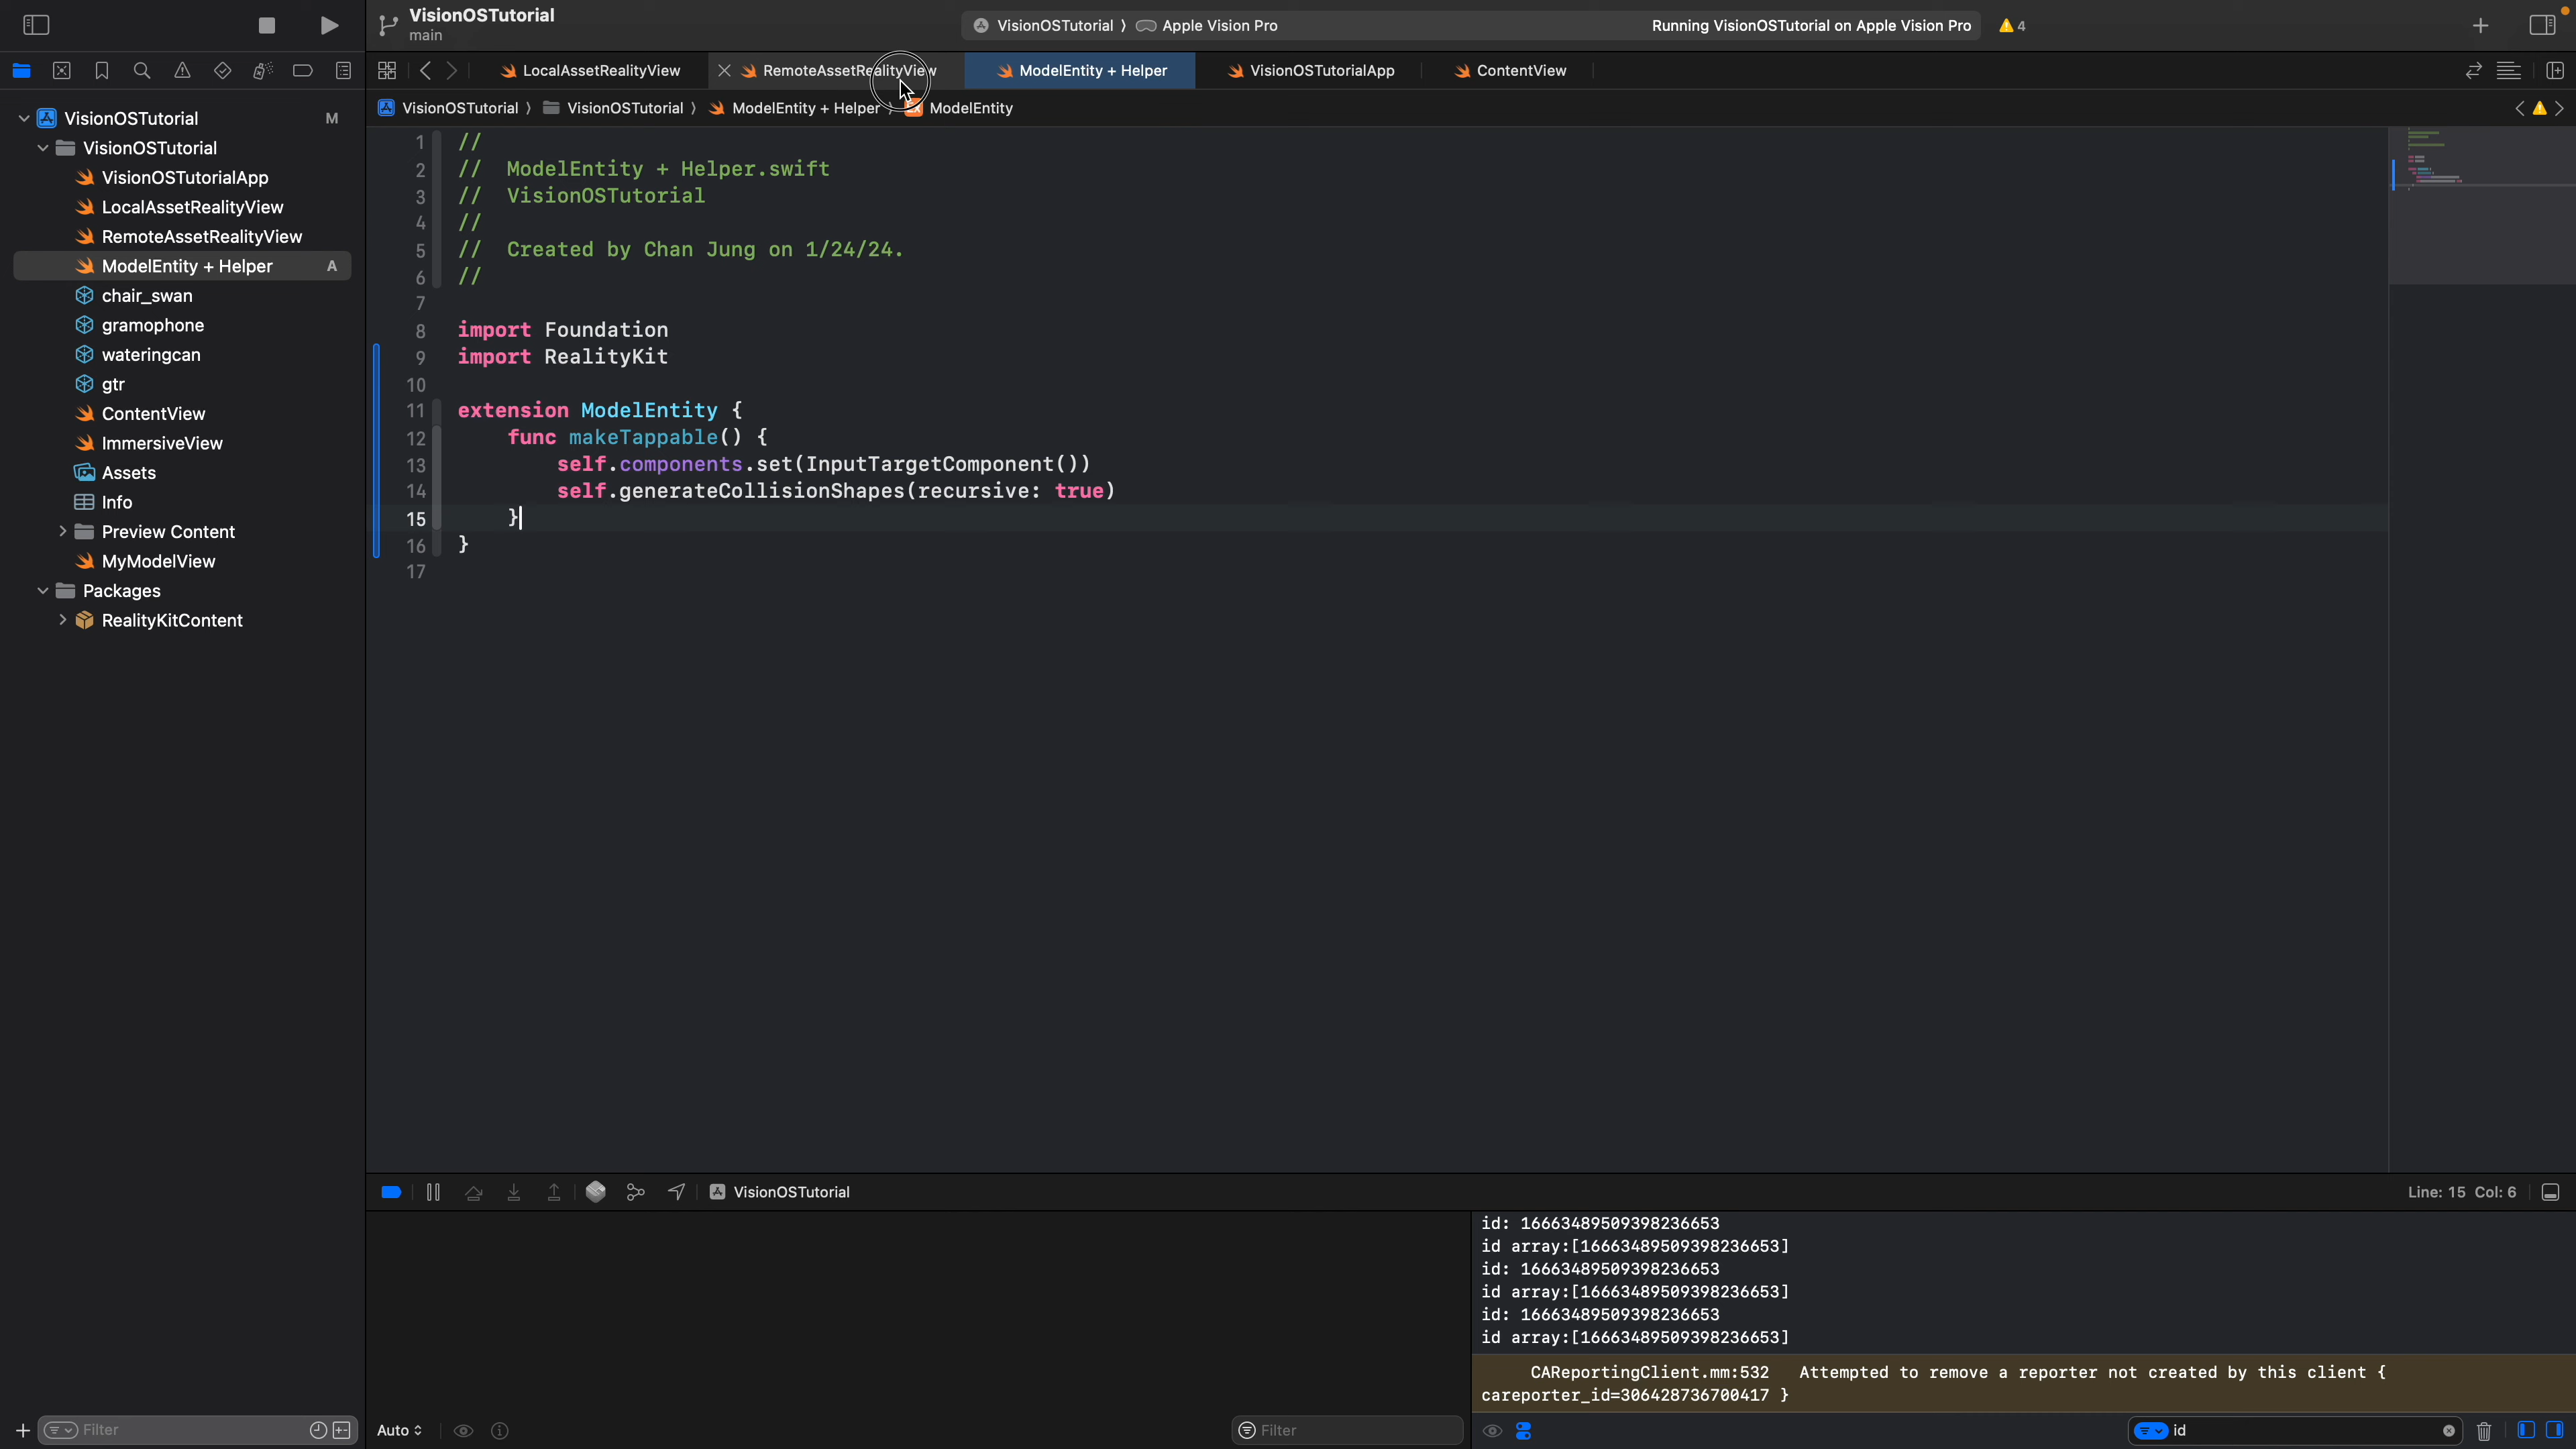 VisionOSTutorial
main
VisionOSTutorial 〉 Apple Vision Pro
Running VisionOSTutorial on Apple Vision Pro
4
LocalAssetRealityView
RemoteAssetRealityView
ModelEntity + Helper
VisionOSTutorialApp
ContentView
VisionOSTutorial 〉 VisionOSTutorial 〉 ModelEntity + Helper 〉 ModelEntity
VisionOSTutorial M
VisionOSTutorial
VisionOSTutorialApp
LocalAssetRealityView
RemoteAssetRealityView
ModelEntity + Helper A
chair_swan
gramophone
wateringcan
gtr
ContentView
ImmersiveView
Assets
Info
Preview Content
MyModelView
Packages
RealityKitContent
Filter
1 //
2 // ModelEntity + Helper.swift
3 // VisionOSTutorial
4 //
5 // Created by Chan Jung on 1/24/24.
6 //
7
8 import Foundation
9 import RealityKit
10
11 extension ModelEntity {
12 func makeTappable() {
13 self.components.set(InputTargetComponent())
14 self.generateCollisionShapes(recursive: true)
15 }
16 }
17
VisionOSTutorial
Line: 15 Col: 6
id: 16663489509398236653
id array:[16663489509398236653]
id: 16663489509398236653
id array:[16663489509398236653]
id: 16663489509398236653
id array:[16663489509398236653]
CAReportingClient.mm:532 Attempted to remove a reporter not created by this client {
careporter_id=306428736700417 }
Auto
Filter
id